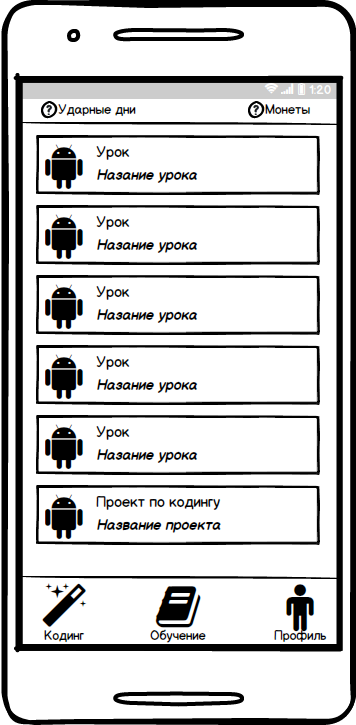 1:20
? Ударные дни ? Монеты
Урок
Назание урока
Урок
Назание урока
Урок
Назание урока
Урок
Назание урока
Урок
Назание урока
Проект по кодингу
Название проекта
Кодинг Обучение Профиль